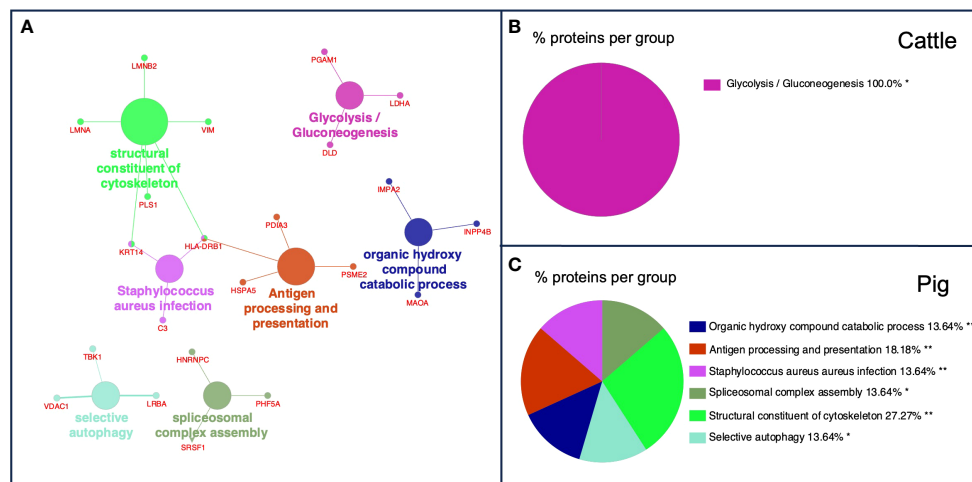 A
LMNB2
LMNA
VIM
structural
constituent of
cytoskeleton
PLS1
KRT14
HLA-DRB1
Staphylococcus
aureus infection
C3
PGAM1
LDHA
Glycolysis /
Gluconeogenesis
DLD
PDIA3
HSPA5
PSME2
Antigen
processing and
presentation
IMPA2
INPP4B
organic hydroxy
compound
catabolic process
MAOA
TBK1
VDAC1
LRBA
selective
autophagy
HNRNPC
PHF5A
spliceosomal
complex assembly
SRSF1
B
% proteins per group
Cattle
Glycolysis / Gluconeogenesis 100.0% *
C
% proteins per group
Pig
Organic hydroxy compound catabolic process 13.64% **
Antigen processing and presentation 18.18% **
Staphylococcus aureus aureus infection 13.64% **
Spliceosomal complex assembly 13.64% *
Structural constituent of cytoskeleton 27.27% **
Selective autophagy 13.64% *